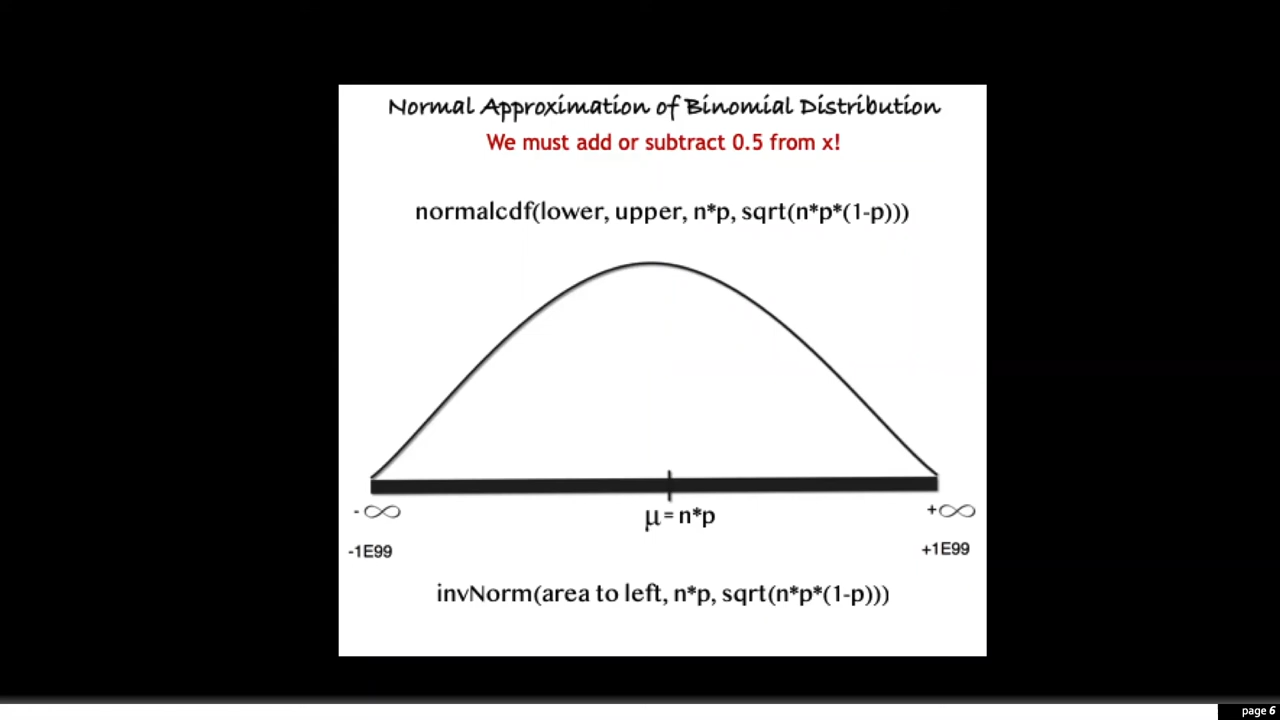 Normal Approximation of Binomial Distribution
We must add or subtract 0.5 from x!
normalcdf(lower, upper, n*p, sqrt(n*p*(1-p)))
-∞
μ = n*p
+∞
-1E99
+1E99
invNorm(area to left, n*p, sqrt(n*p*(1-p)))
page 6